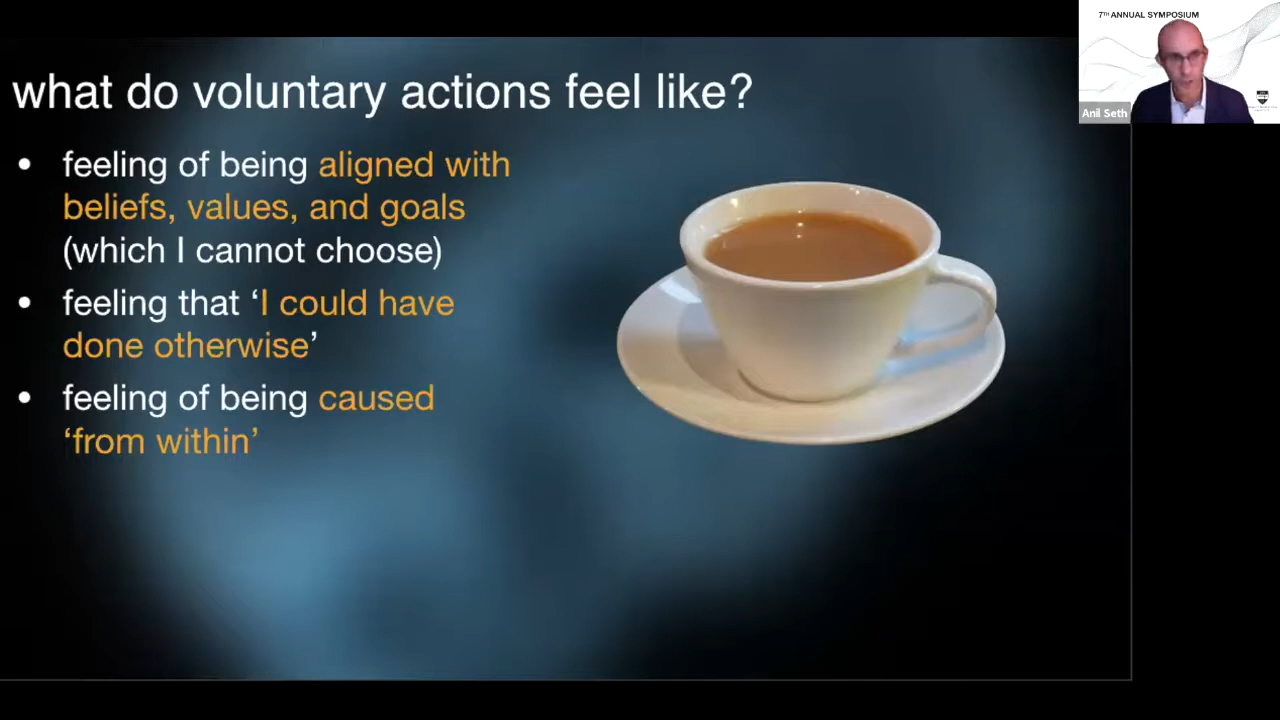 7TH ANNUAL SYMPOSIUM
Anil Seth
what do voluntary actions feel like?
• feeling of being aligned with
beliefs, values, and goals
(which I cannot choose)
• feeling that ‘I could have
done otherwise’
• feeling of being caused
‘from within’